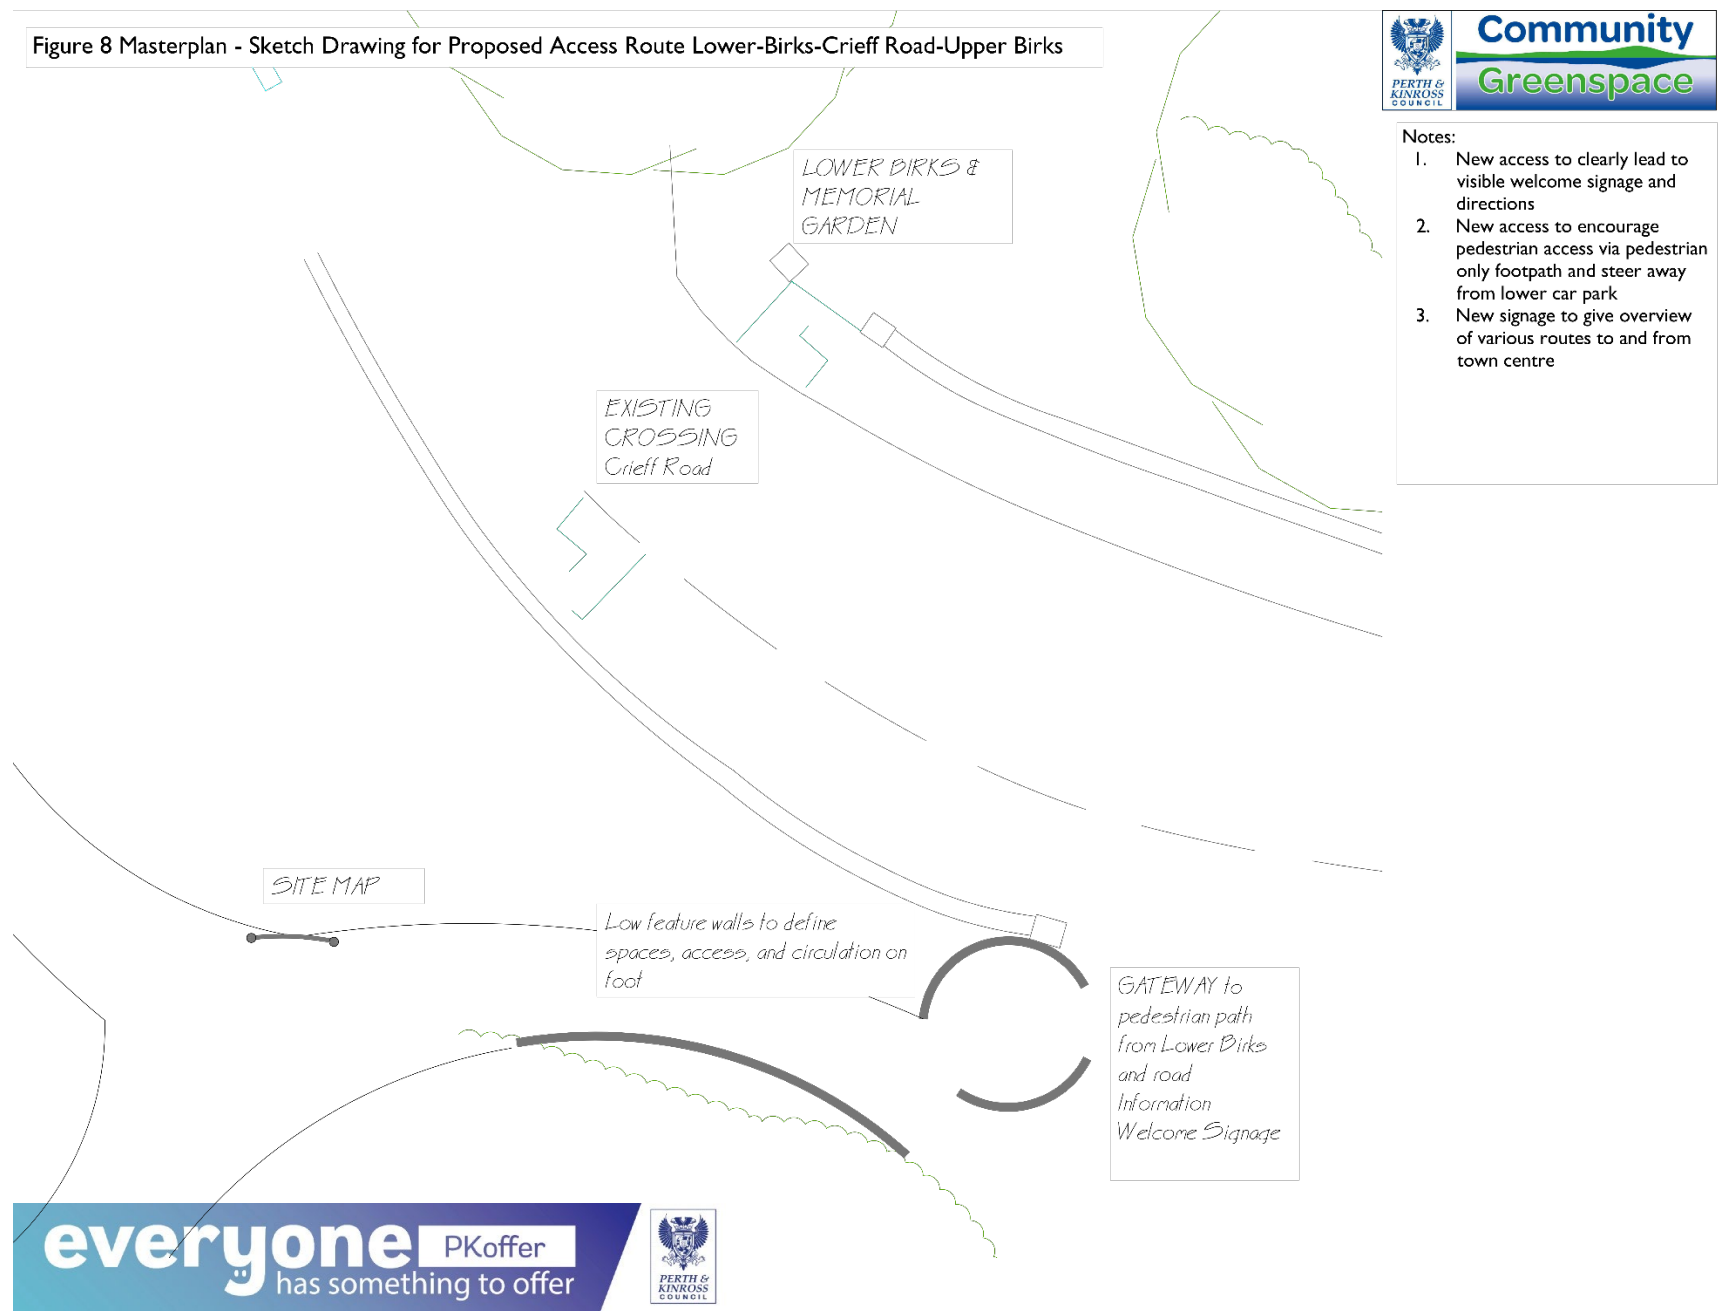 Figure 8 Masterplan - Sketch Drawing for Proposed Access Route Lower-Birks-Crieff Road-Upper Birks
PERTH &
KINROSS
COUNCIL
Community
Greenspace
Notes:
1. New access to clearly lead to
visible welcome signage and
directions
2. New access to encourage
pedestrian access via pedestrian
only footpath and steer away
from lower car park
3. New signage to give overview
of various routes to and from
town centre
LOWER BIRKS &
MEMORIAL
GARDEN
EXISTING
CROSSING
Crieff Road
SITE MAP
Low feature walls to define
spaces, access, and circulation on
foot
GATEWAY to
pedestrian path
from Lower Birks
and road
Information
Welcome Signage
everyone PKoffer
has something to offer
PERTH &
KINROSS
COUNCIL